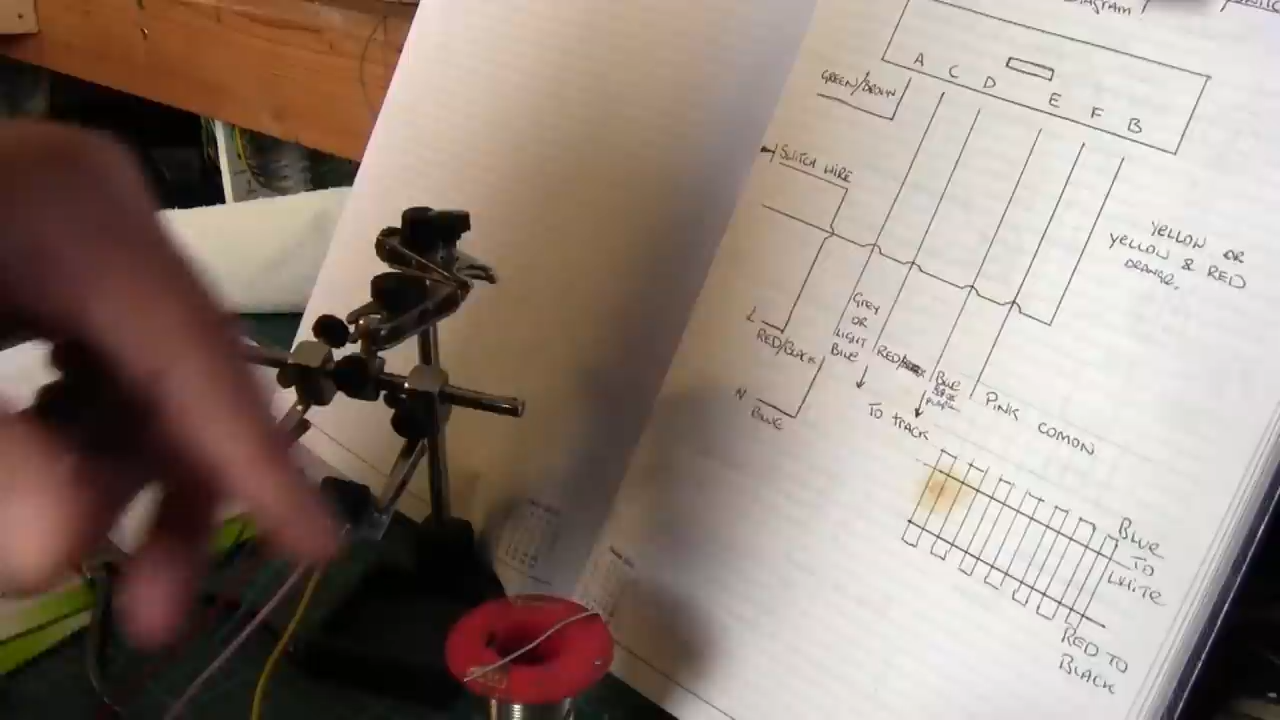 DIAGRAM
A C D E F B
GREEN/BROWN
SWITCH WIRE
YELLOW OR
YELLOW & RED
ORANGE.
L
RED/BLACK
N
BLUE
GREY
OR
LIGHT
BLUE
RED/
BLUE
TO TRACK
PINK COMON
BLUE
TO
WHITE
RED TO
BLACK